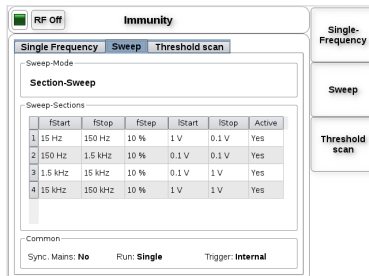 RF Off
Immunity
Single Frequency Sweep Threshold scan
Sweep-Mode
Section-Sweep
Sweep-Sections
fStart fStop fStep lStart lStop Active
1 15 Hz 150 Hz 10 % 1 V 0.1 V Yes
2 150 Hz 1.5 kHz 10 % 0.1 V 0.1 V Yes
3 1.5 kHz 15 kHz 10 % 0.1 V 1 V Yes
4 15 kHz 150 kHz 10 % 1 V 1 V Yes
Common
Sync. Mains: No Run: Single Trigger: Internal
Single-
Frequency
Sweep
Threshold
scan